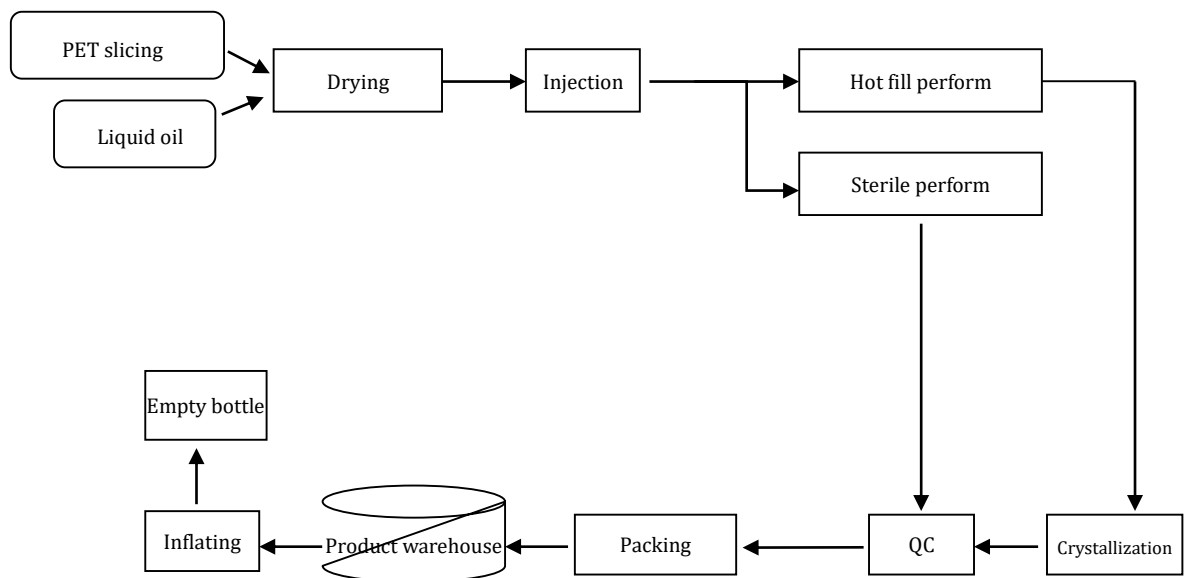 PET slicing
Liquid oil
Drying
Injection
Hot fill perform
Sterile perform
Empty bottle
Inflating
Product warehouse
Packing
QC
Crystallization